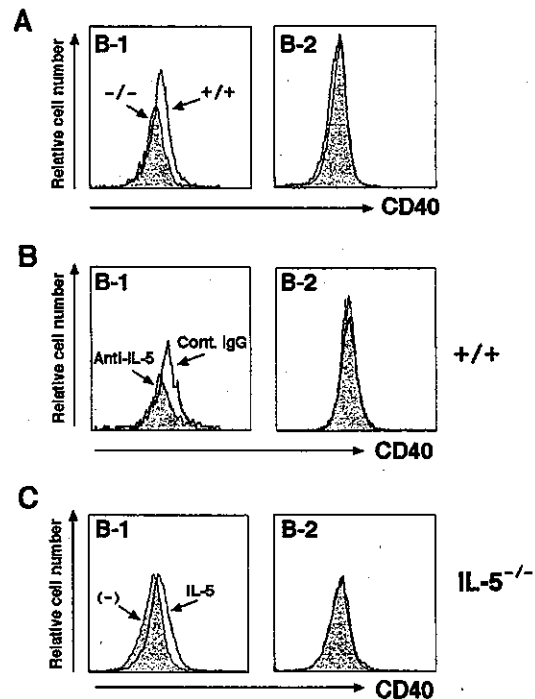 A
Relative cell number
B-1
-/-
+/+
B-2
CD40
B
Relative cell number
B-1
Anti-IL-5
Cont. IgG
B-2
+/+
CD40
C
Relative cell number
B-1
(-)
IL-5
B-2
IL-5-/-
CD40